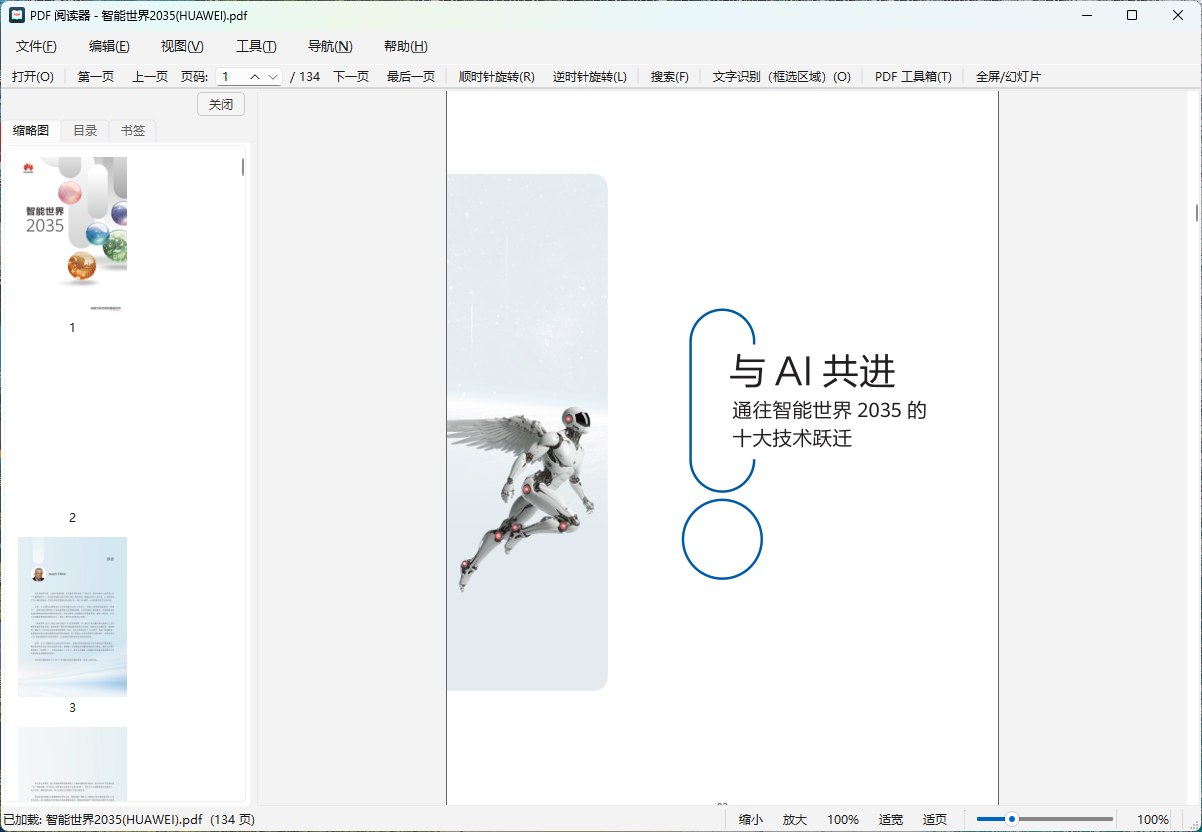 PDF 阅读器 - 智能世界2035(HUAWEI).pdf
文件(F) 编辑(E) 视图(V) 工具(T) 导航(N) 帮助(H)
打开(O) 第一页 上一页 页码: 1 / 134 下一页 最后一页 顺时针旋转(R) 逆时针旋转(L) 搜索(F) 文字识别（框选区域）(O) PDF 工具箱(T) 全屏/幻灯片
关闭
缩略图 目录 书签
智能世界
2035
1
2
3
与 AI 共进
通往智能世界 2035 的
十大技术跃迁
已加载: 智能世界2035(HUAWEI).pdf (134 页)
缩小 放大 100% 适宽 适页 100%